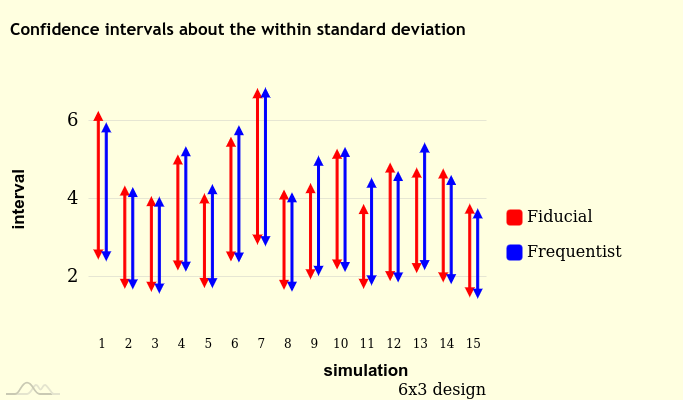 Confidence intervals about the within standard deviation
6
4
2
interval
Fiducial
Frequentist
1 2 3 4 5 6 7 8 9 10 11 12 13 14 15
simulation
6x3 design